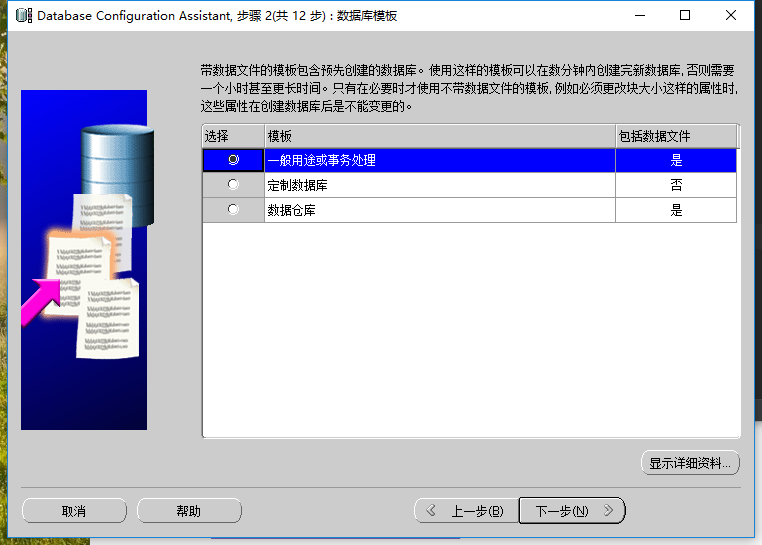 Database Configuration Assistant, 步骤 2(共 12 步) : 数据库模板
带数据文件的模板包含预先创建的数据库。使用这样的模板可以在数分钟内创建完新数据库, 否则需要
一个小时甚至更长时间。只有在必要时才使用不带数据文件的模板, 例如必须更改块大小这样的属性时,
这些属性在创建数据库后是不能变更的。
选择 模板 包括数据文件
一般用途或事务处理 是
定制数据库 否
数据仓库 是
显示详细资料...
取消 帮助 上一步(B) 下一步(N)